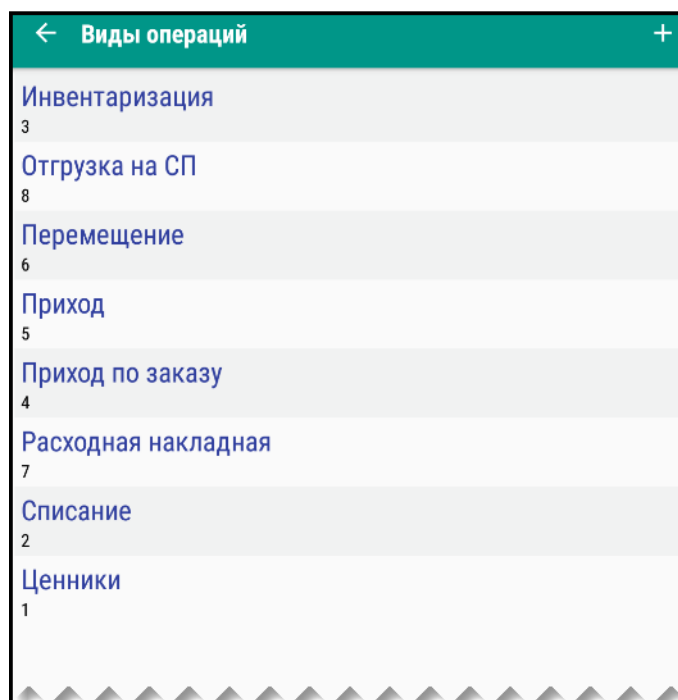 Виды операций
Инвентаризация
3
Отгрузка на СП
8
Перемещение
6
Приход
5
Приход по заказу
4
Расходная накладная
7
Списание
2
Ценники
1